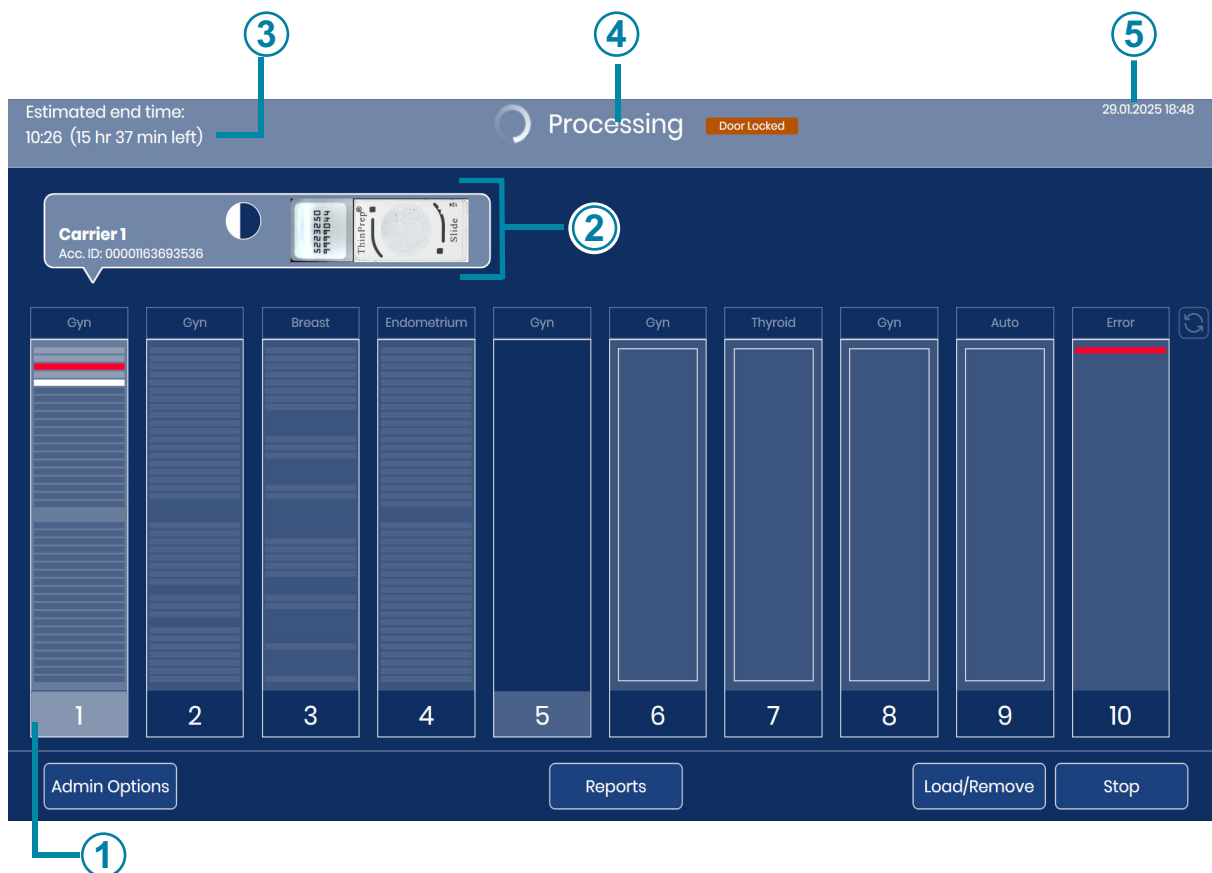 3
4
5
Estimated end time:
10:26 (15 hr 37 min left)
Processing
Door Locked
29.01.2025 18:48
Carrier 1
Acc. ID: 00001163693536
5223250
9999044
ThinPrep®
Slide
2
Gyn
Gyn
Breast
Endometrium
Gyn
Gyn
Thyroid
Gyn
Auto
Error
1
2
3
4
5
6
7
8
9
10
Admin Options
Reports
Load/Remove
Stop
1